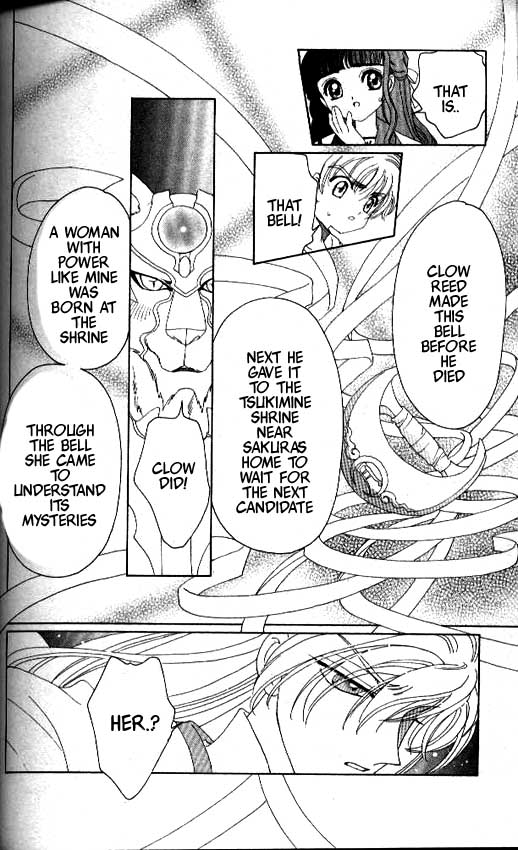 THAT
IS..
THAT
BELL!
CLOW
REED
MADE
THIS
BELL
BEFORE
HE
DIED
NEXT HE
GAVE IT
TO THE
TSUKIMINE
SHRINE
NEAR
SAKURAS
HOME TO
WAIT FOR
THE NEXT
CANDIDATE
CLOW
DID!
A WOMAN
WITH
POWER
LIKE MINE
WAS
BORN AT
THE
SHRINE
THROUGH
THE BELL
SHE CAME
TO
UNDERSTAND
ITS
MYSTERIES
HER.?